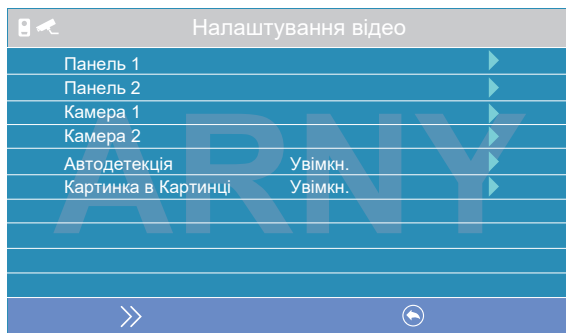 Налаштування відео
Панель 1
Панель 2
Камера 1
Камера 2
Автодетекція Увімкн.
Картинка в Картинці Увімкн.
ARNY